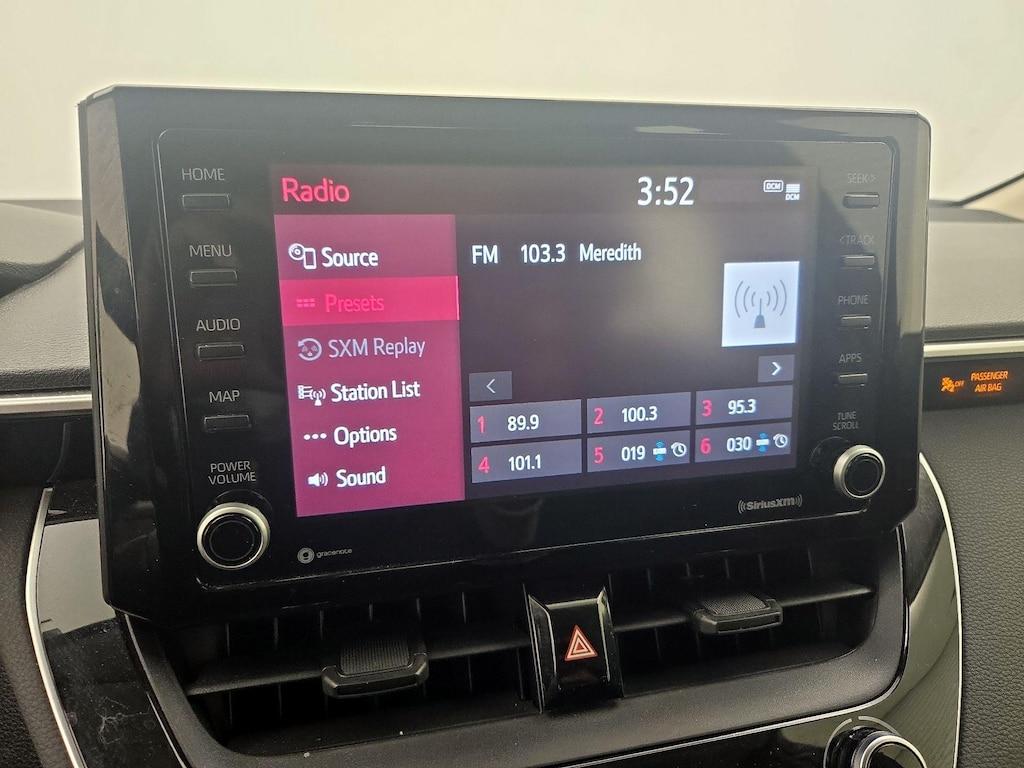 HOME
MENU
AUDIO
MAP
POWER
VOLUME
Radio
3:52
DCM
DCM
Source
Presets
SXM Replay
Station List
Options
Sound
FM 103.3 Meredith
<
>
1 89.9
2 100.3
3 95.3
4 101.1
5 019
6 030
SEEK>
<TRACK
PHONE
APPS
TUNE
SCROLL
gracenote
SiriusXM
OFF
PASSENGER
AIR BAG